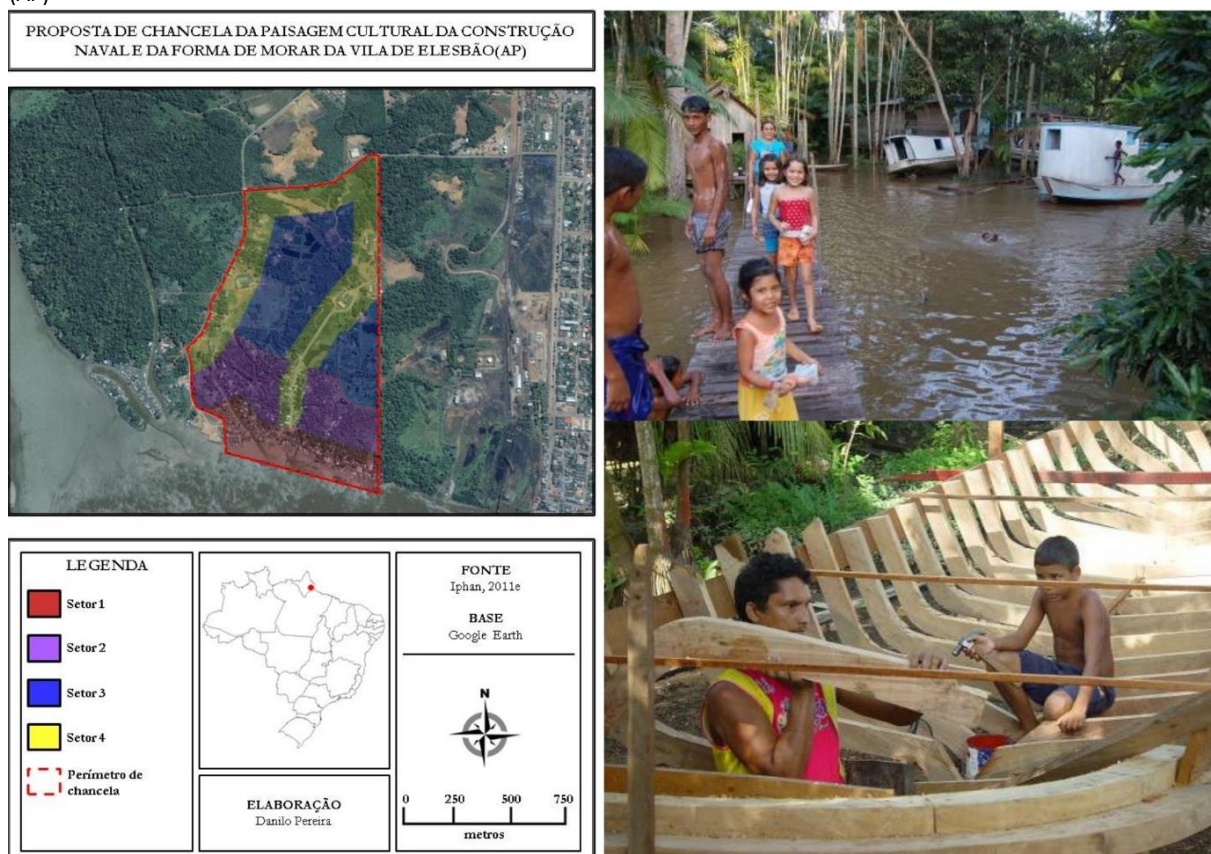 (AP)
PROPOSTA DE CHANCELA DA PAISAGEM CULTURAL DA CONSTRUÇÃO
NAVAL E DA FORMA DE MORAR DA VILA DE ELESBÃO(AP)
LEGENDA
Setor 1
Setor 2
Setor 3
Setor 4
Perímetro de
chancela
ELABORAÇÃO
Danilo Pereira
FONTE
Iphan, 2011e
BASE
Google Earth
N
0 250 500 750
metros